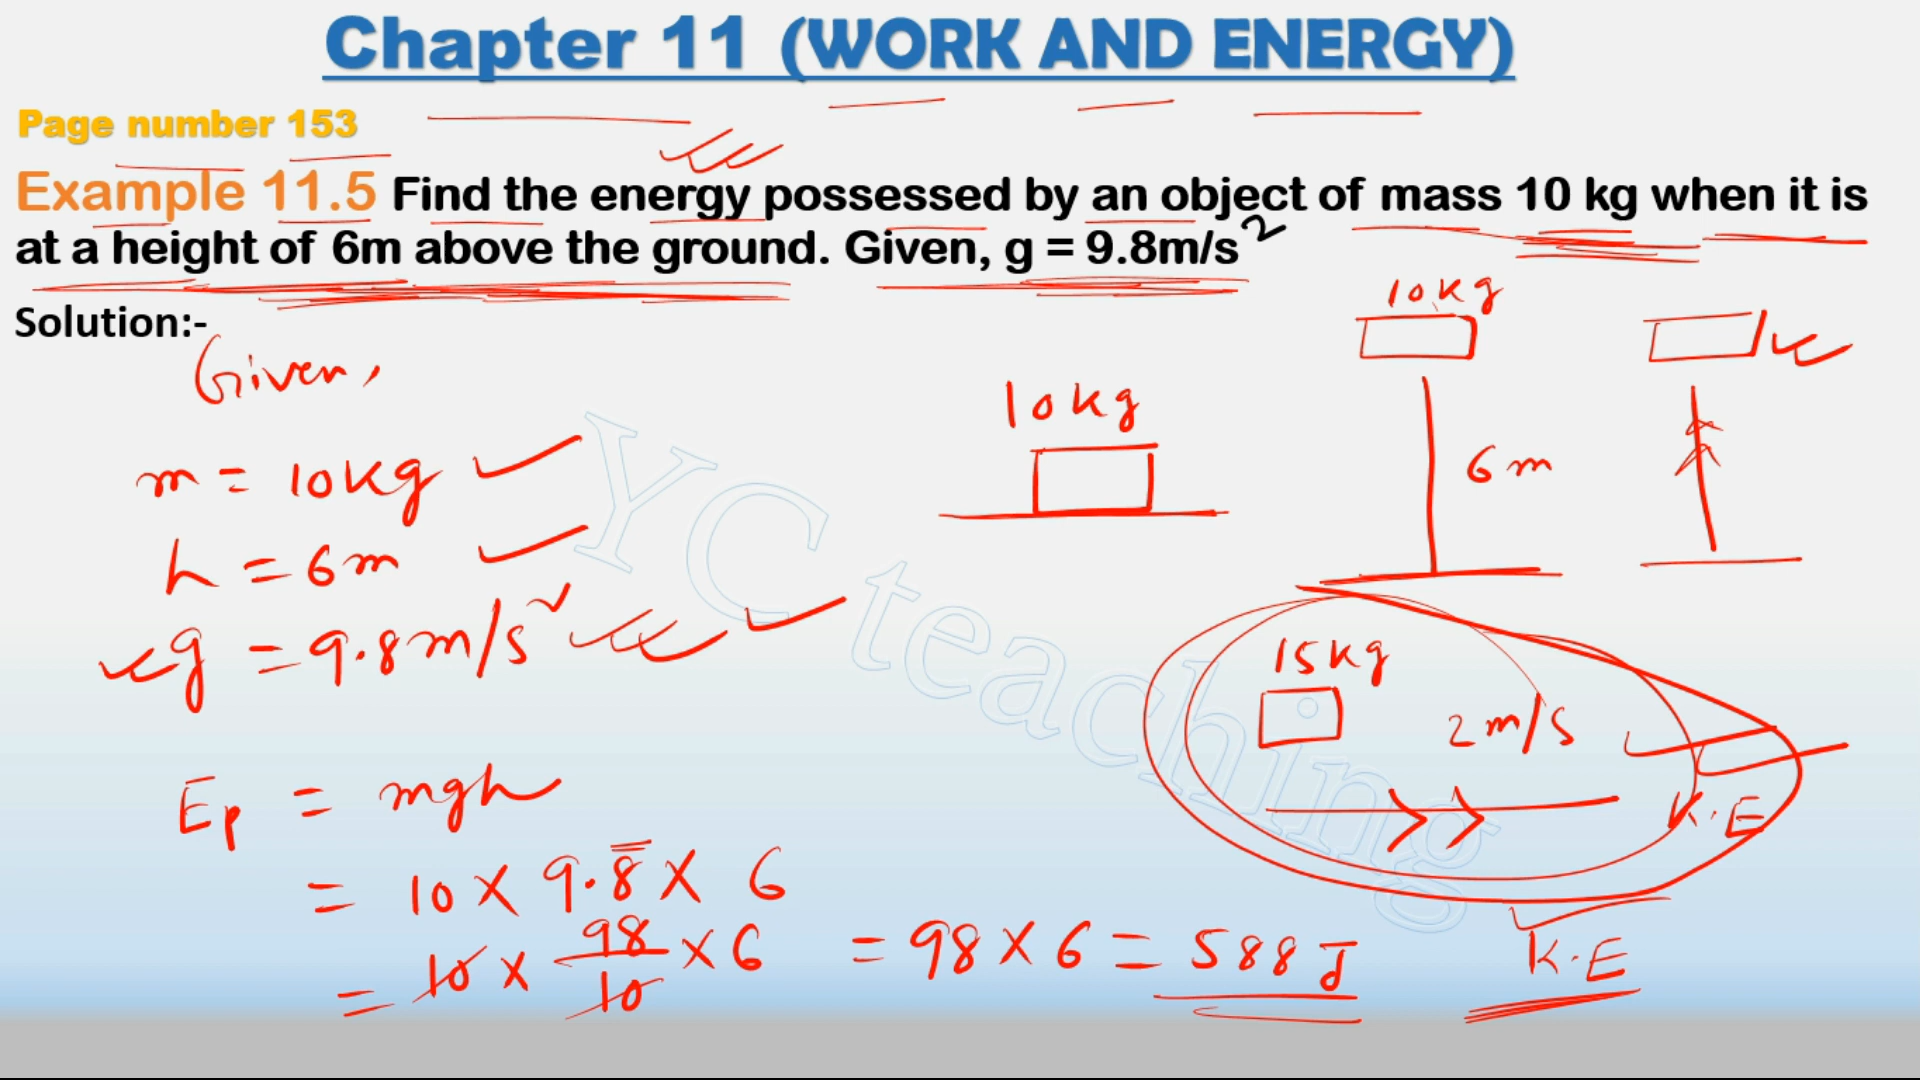 Chapter 11 (WORK AND ENERGY)
Page number 153
Example 11.5 Find the energy possessed by an object of mass 10 kg when it is
at a height of 6m above the ground. Given, g = 9.8m/s²
Solution:-
Given,
m = 10kg
h = 6m
g = 9.8m/s²
Ep = mgh
= 10 × 9.8 × 6
= 10 × 98/10 × 6 = 98 × 6 = 588 J
10kg
10kg
6m
15kg
2m/s
K.E
K.E
YC teaching